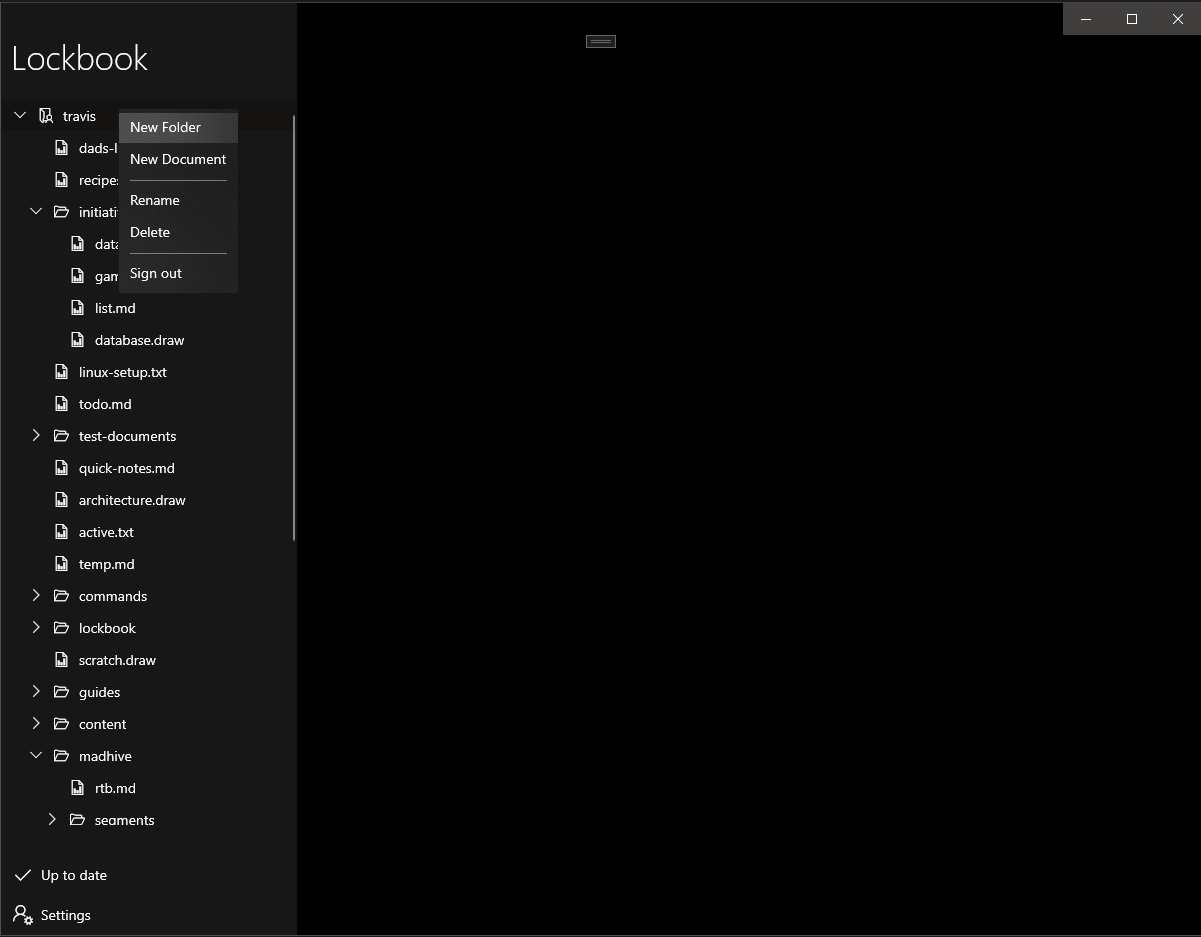 Lockbook
travis
New Folder
dads-l
New Document
recipes
Rename
initiati
Delete
data
gam
Sign out
list.md
database.draw
linux-setup.txt
todo.md
test-documents
quick-notes.md
architecture.draw
active.txt
temp.md
commands
lockbook
scratch.draw
guides
content
madhive
rtb.md
segments
Up to date
Settings